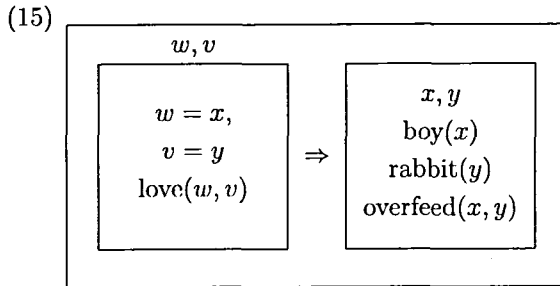 (15)
w, v
w = x,
v = y
love(w, v)
⇒
x, y
boy(x)
rabbit(y)
overfeed(x, y)